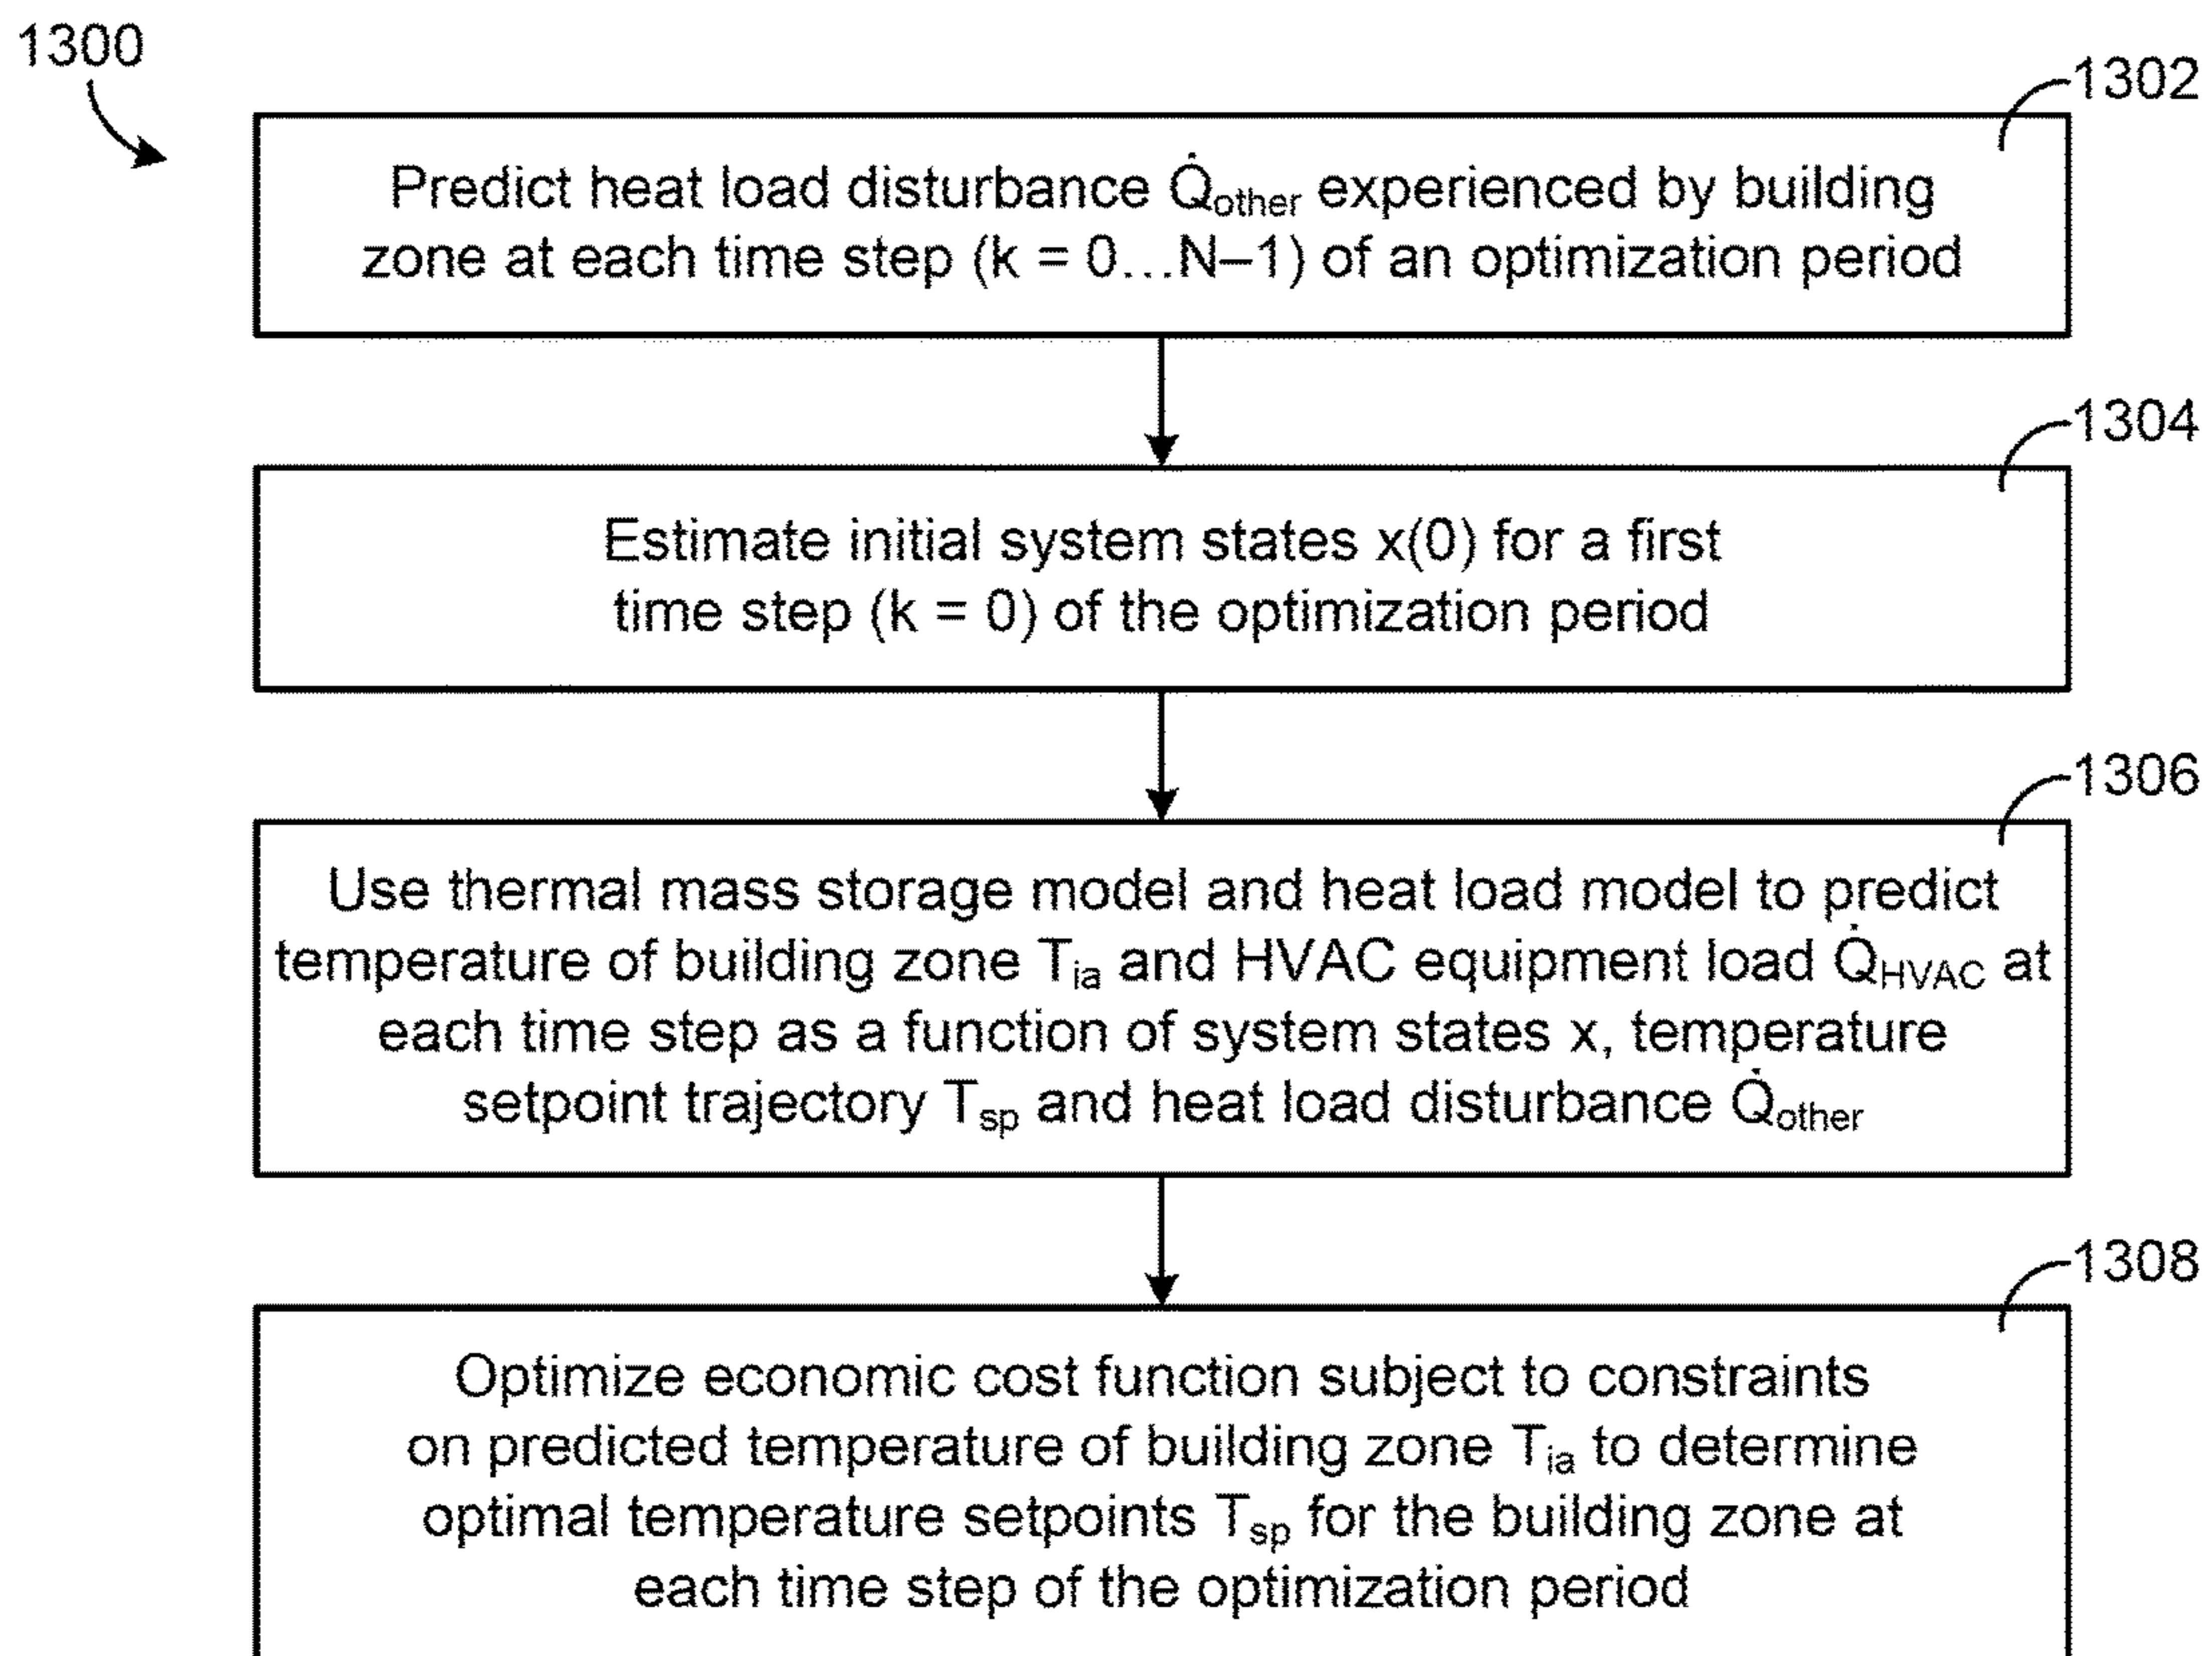 1300
1302
Predict heat load disturbance Q̇other experienced by building
zone at each time step (k = 0…N–1) of an optimization period
1304
Estimate initial system states x(0) for a first
time step (k = 0) of the optimization period
1306
Use thermal mass storage model and heat load model to predict
temperature of building zone Tia and HVAC equipment load Q̇HVAC at
each time step as a function of system states x, temperature
setpoint trajectory Tsp and heat load disturbance Q̇other
1308
Optimize economic cost function subject to constraints
on predicted temperature of building zone Tia to determine
optimal temperature setpoints Tsp for the building zone at
each time step of the optimization period